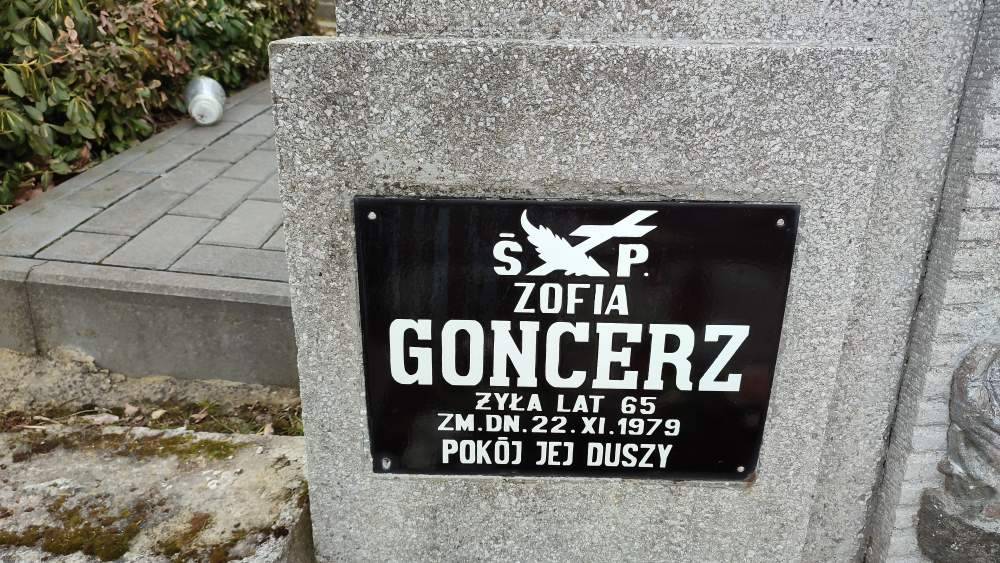 Ś P.
ZOFIA
GONCERZ
ŻYŁA LAT 65
ZM. DN. 22. XI. 1979
POKÓJ JEJ DUSZY